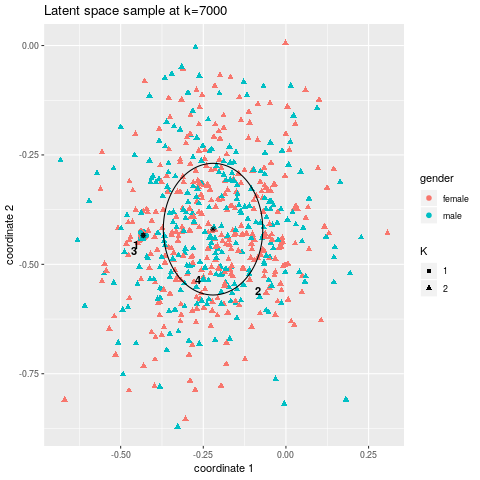 Latent space sample at k=7000
0.00
-0.25
-0.50
-0.75
coordinate 2
1
3
4
2
-0.50
-0.25
0.00
0.25
coordinate 1
gender
female
male
K
1
2